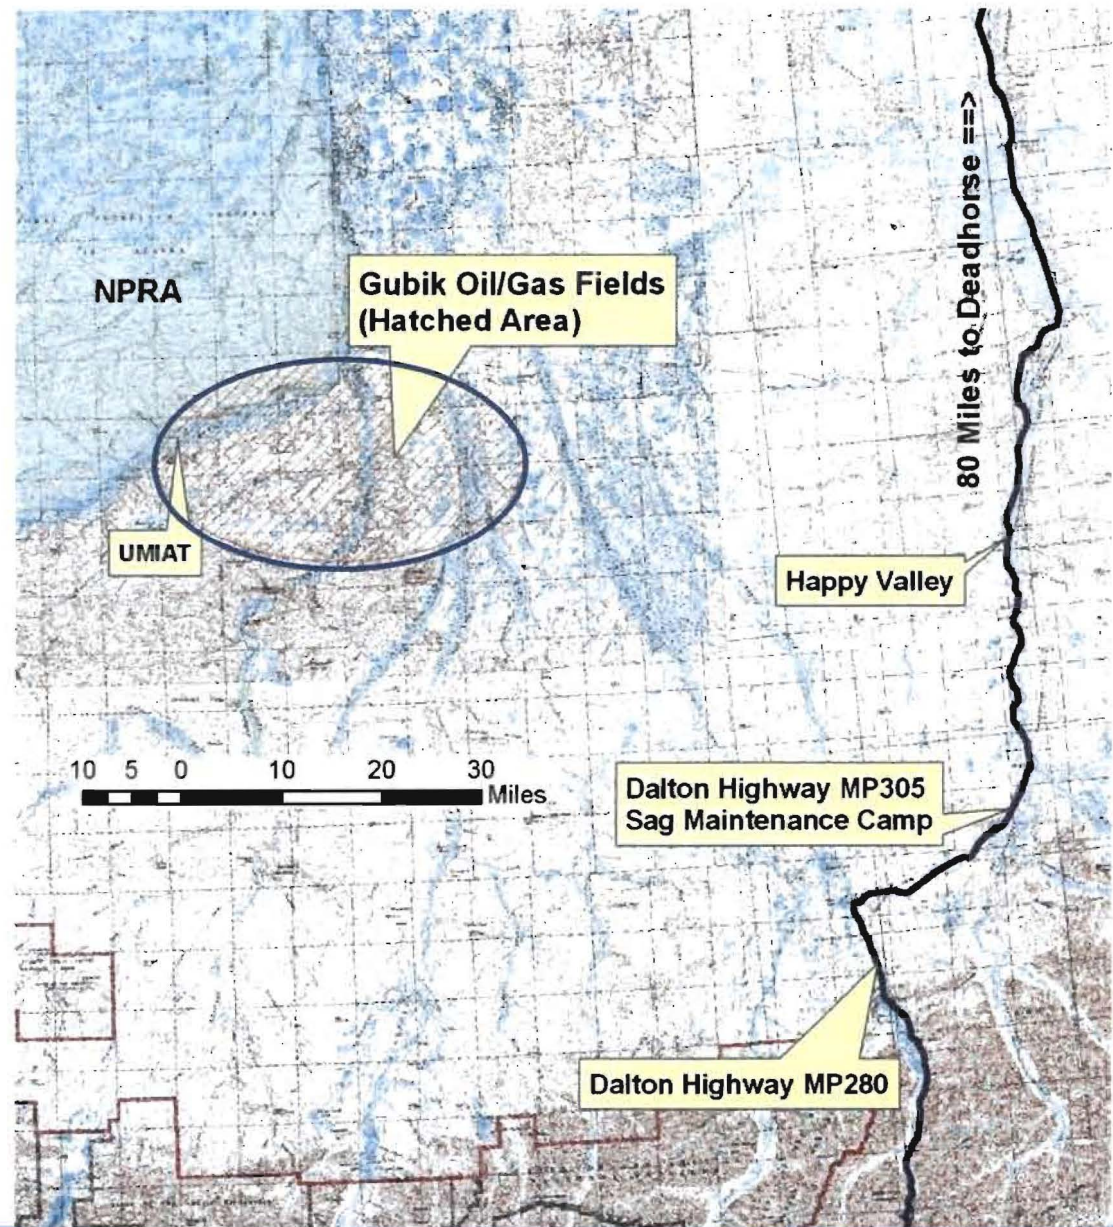 80 Miles to Deadhorse ==>
NPRA
Gubik Oil/Gas Fields
(Hatched Area)
UMIAT
Happy Valley
10 5 0 10 20 30
Miles
Dalton Highway MP305
Sag Maintenance Camp
Dalton Highway MP280